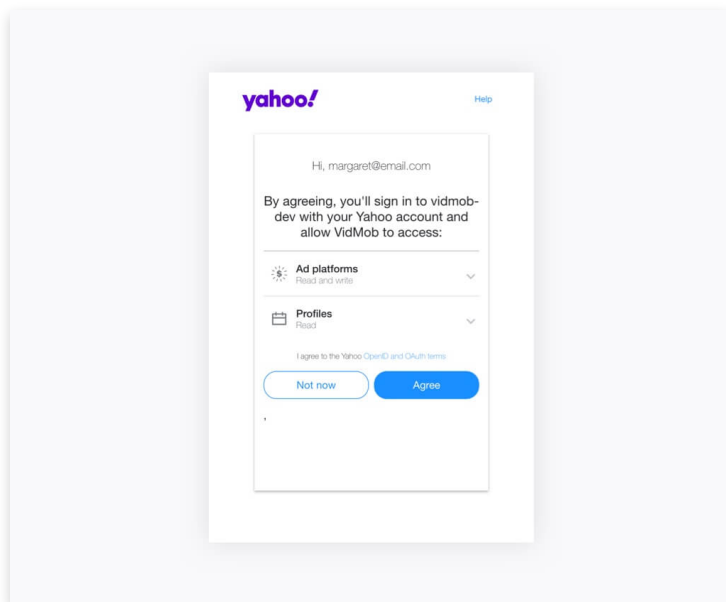 yahoo!
Help
Hi, margaret@email.com
By agreeing, you'll sign in to vidmob-
dev with your Yahoo account and
allow VidMob to access:
$
Ad platforms
Read and write
Profiles
Read
I agree to the Yahoo OpenID and OAuth terms
Not now
Agree